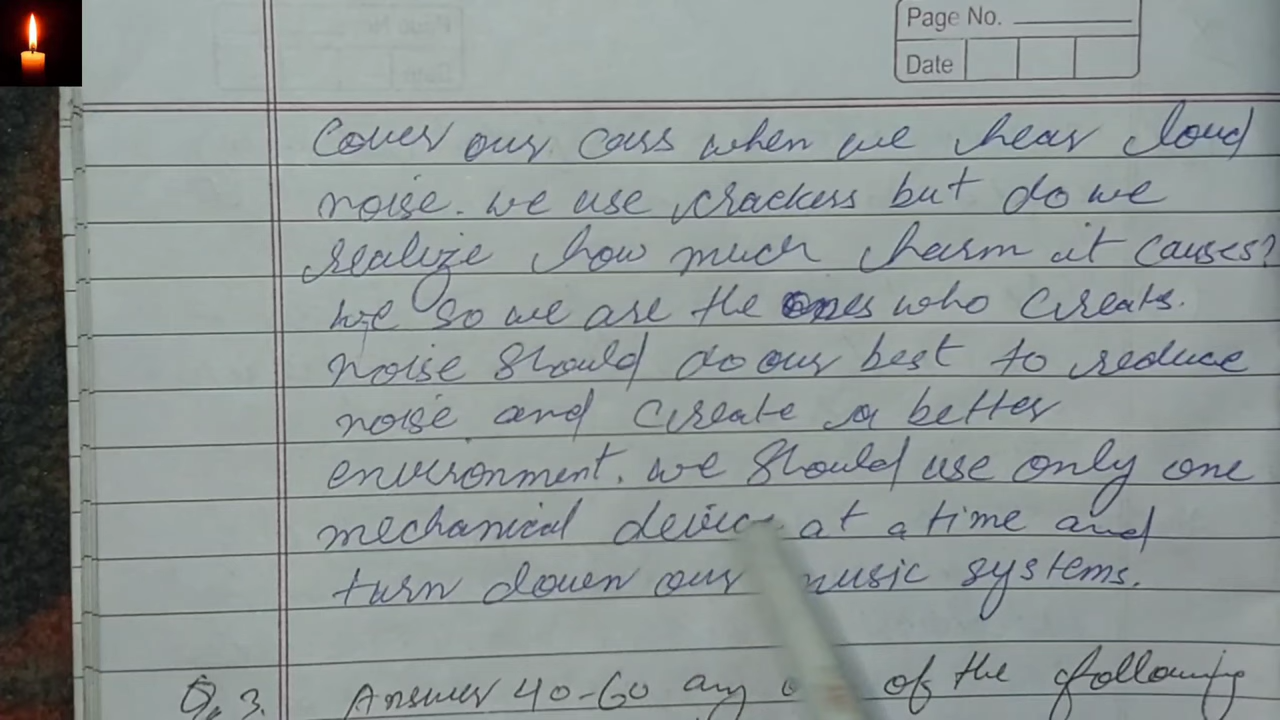 Page No.
Date
Cover our ears when we hear loud
noise. we use crackers but do we
realize how much harm it causes?
we so we are the ones who creats.
noise should do our best to reduce
noise and create a better
environment. we should use only one
mechanical device at a time and
turn down our music systems.
Q.3. Answer 40-60 any of the following